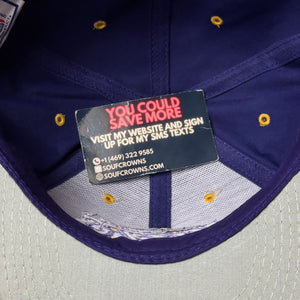 YOU COULD
SAVE MORE
VISIT MY WEBSITE AND SIGN
UP FOR MY SMS TEXTS
+1 (469) 322 9585
SOUFCROWNS
SOUFCROWNS.COM